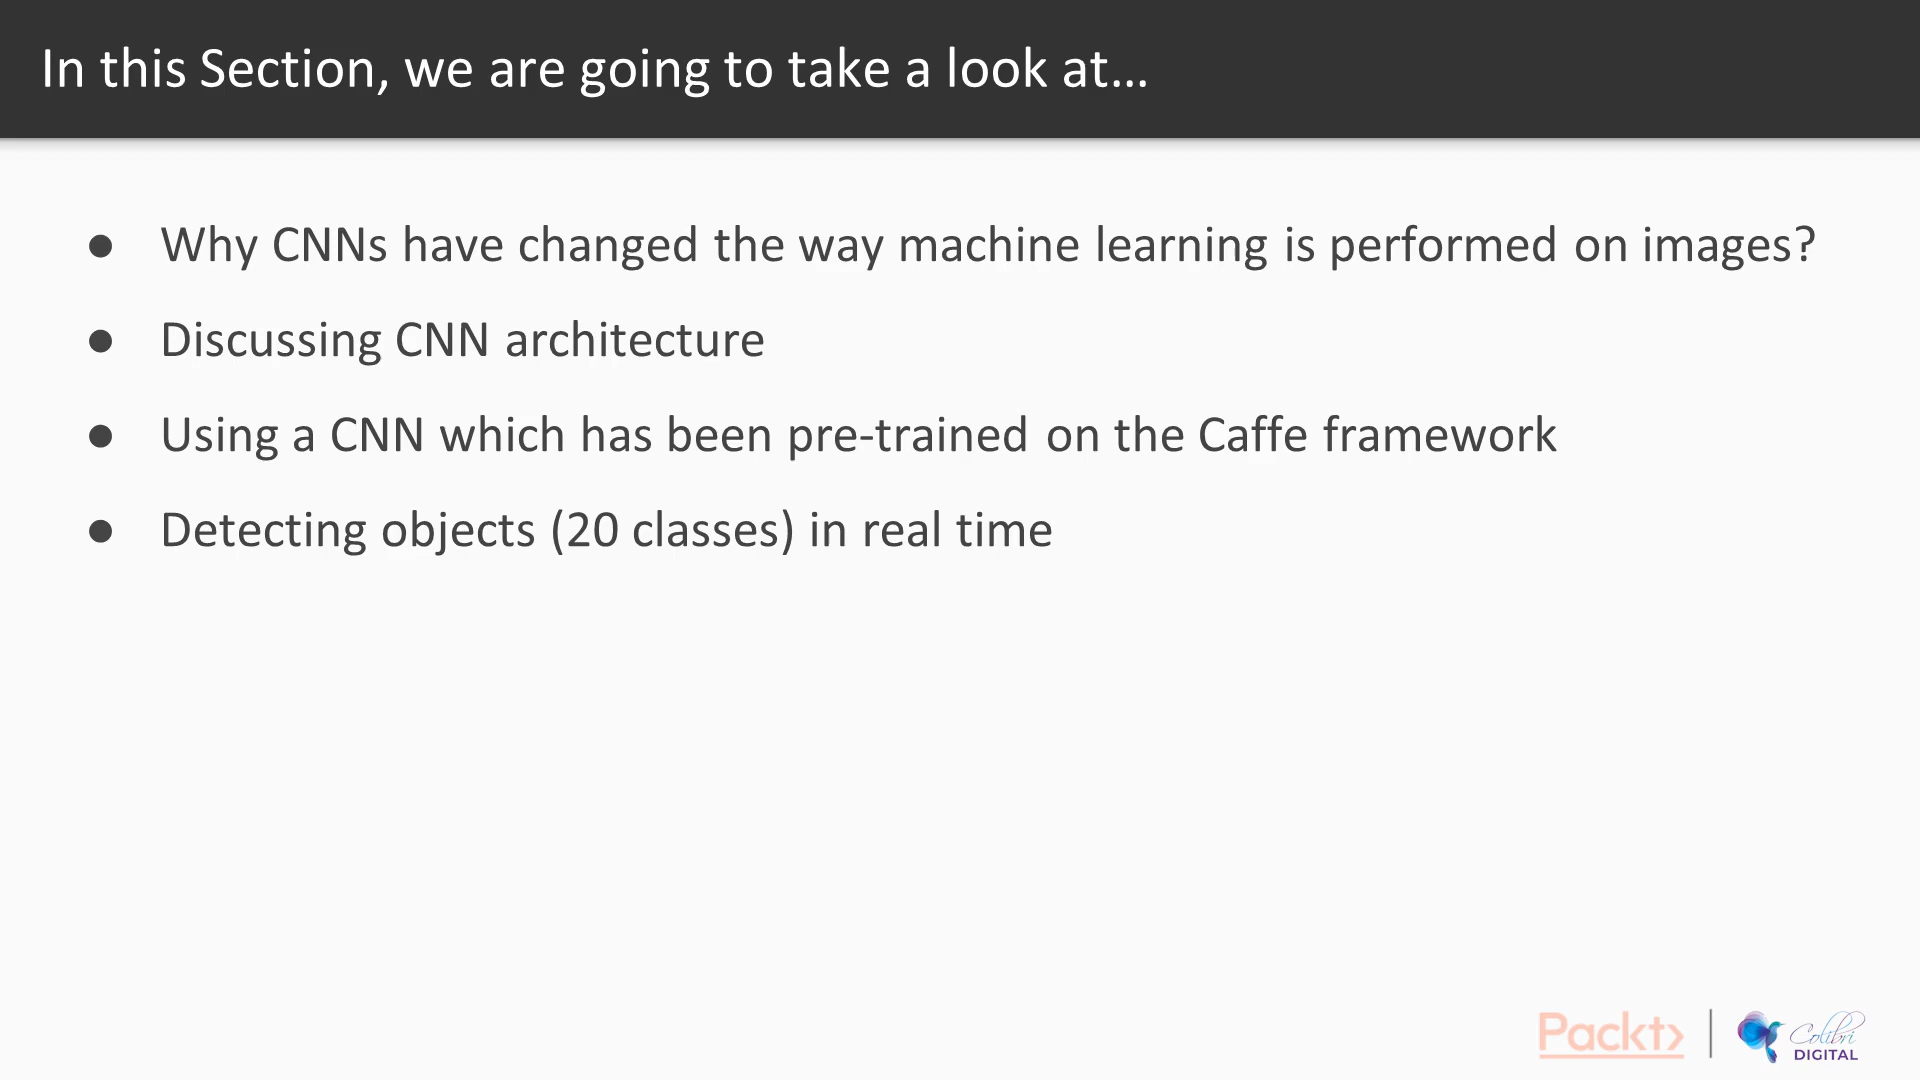 In this Section, we are going to take a look at...
● Why CNNs have changed the way machine learning is performed on images?
● Discussing CNN architecture
● Using a CNN which has been pre-trained on the Caffe framework
● Detecting objects (20 classes) in real time
Packt>
Colibri
DIGITAL